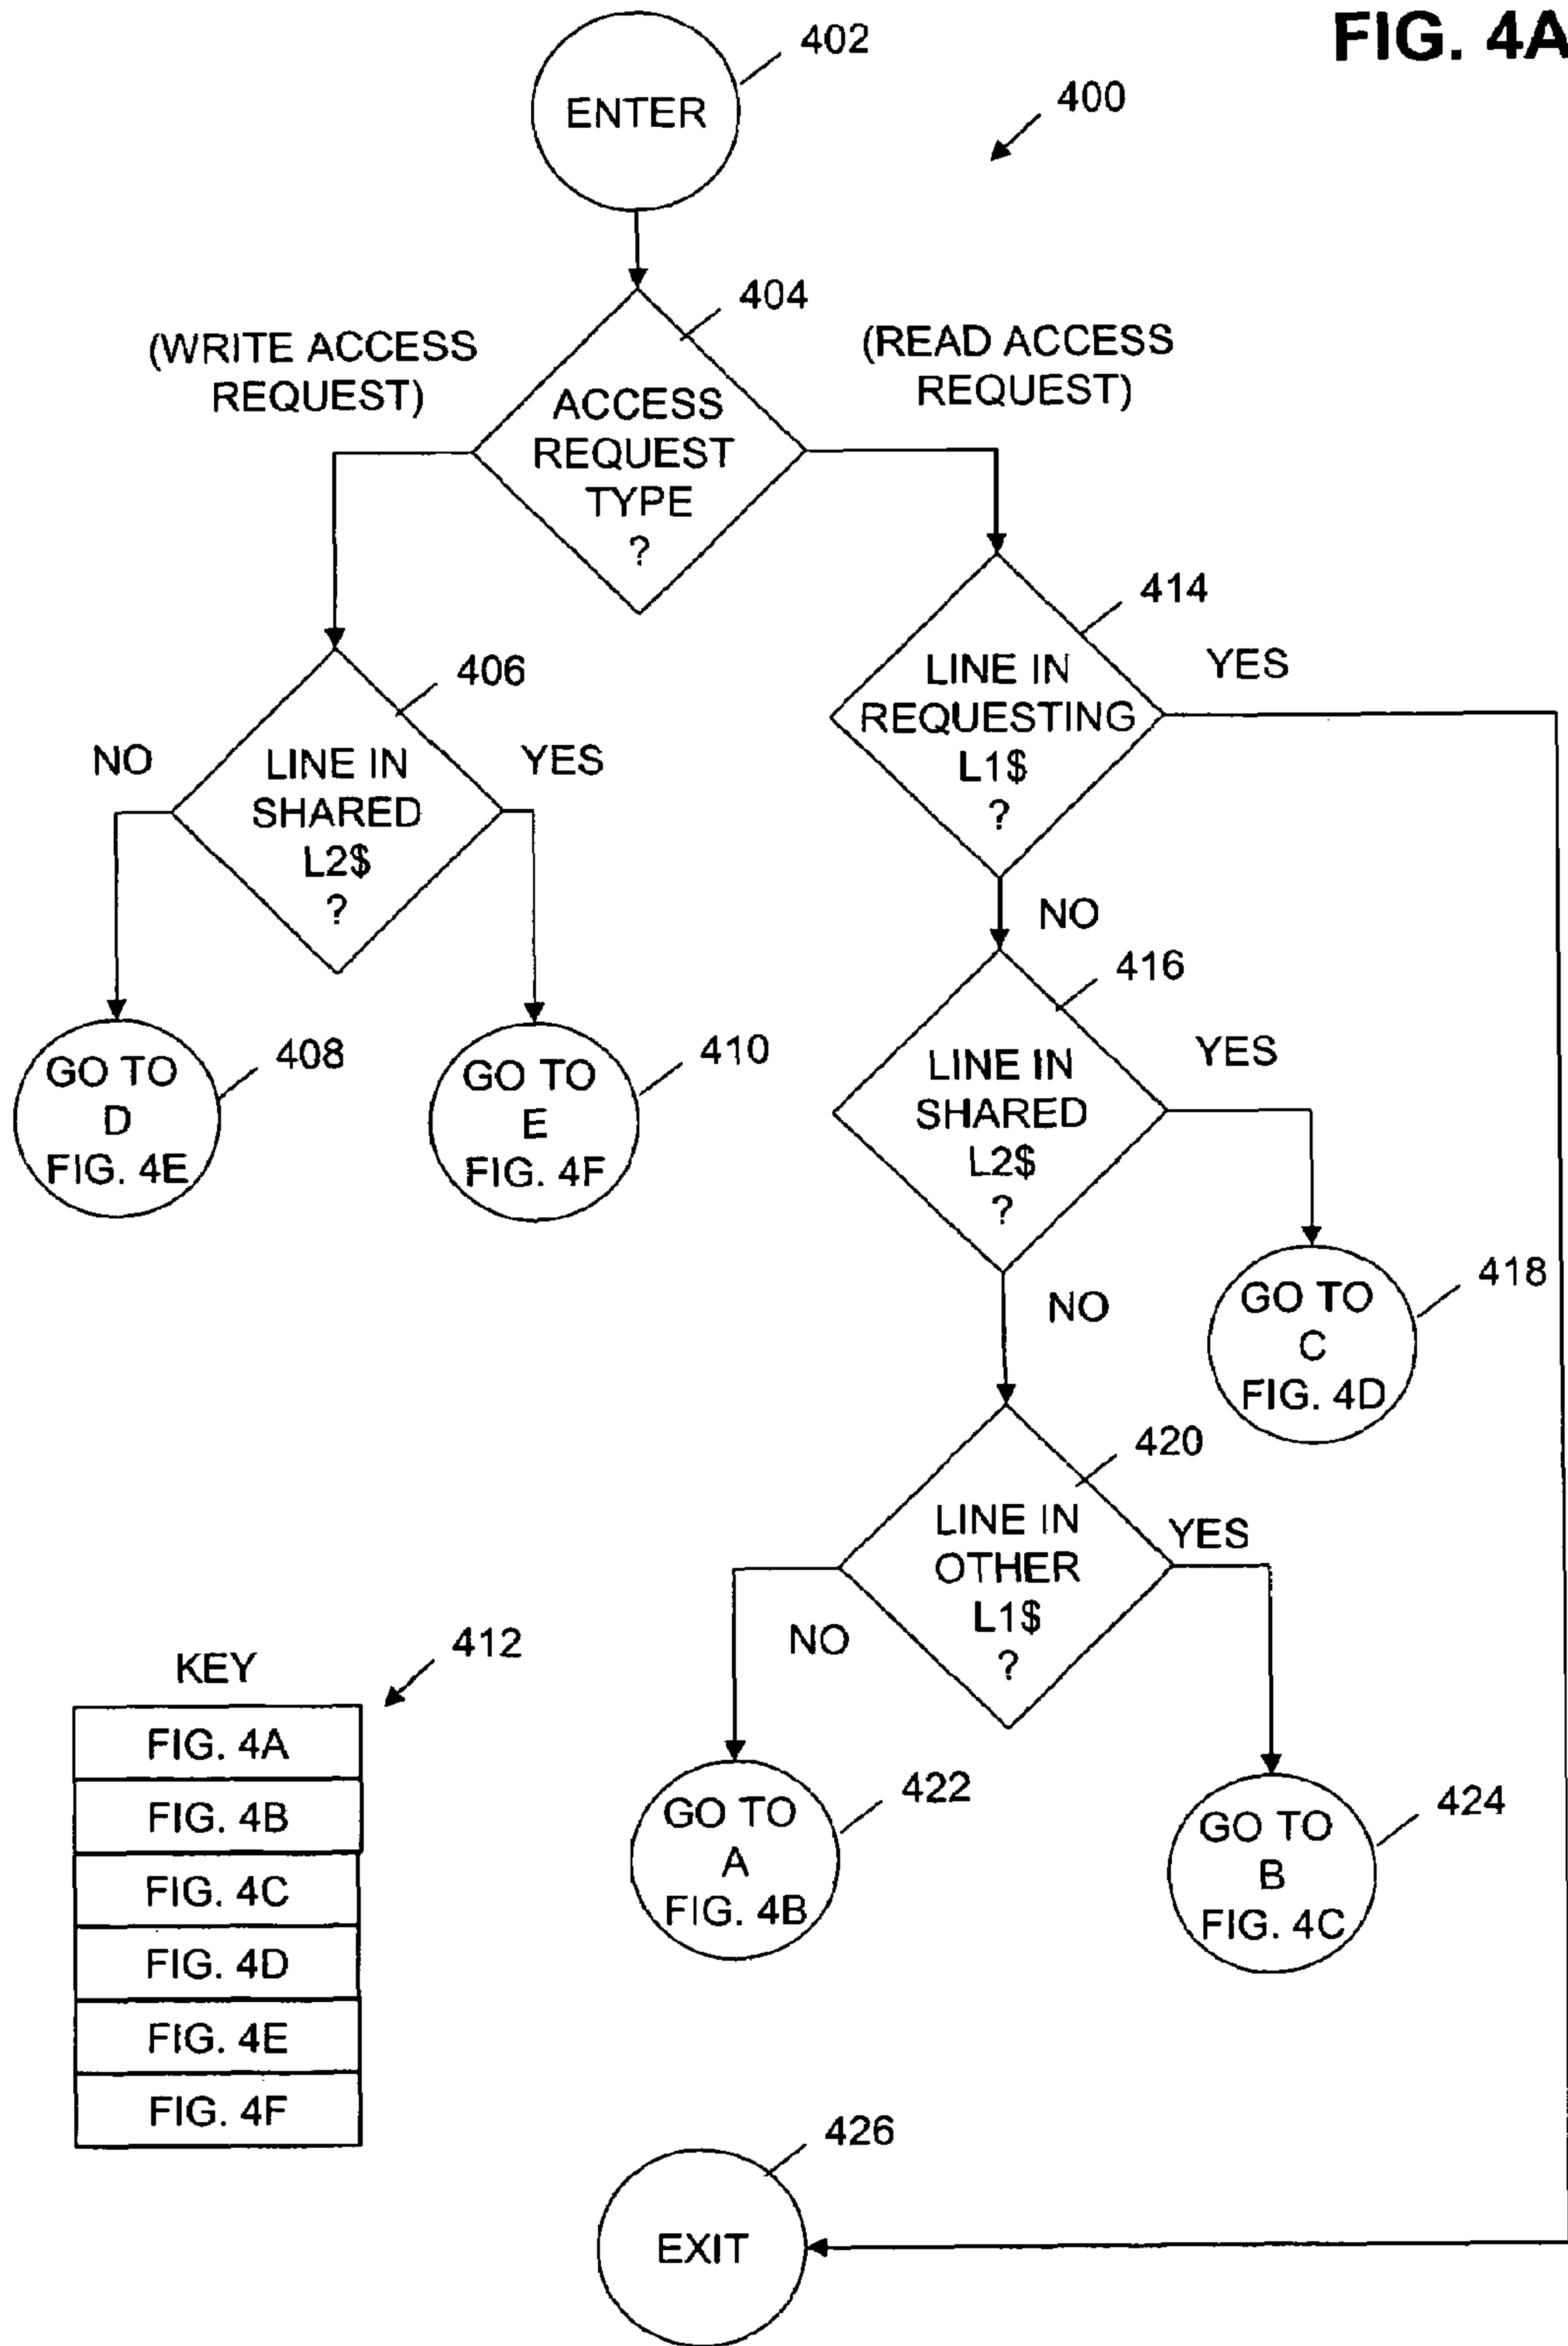 FIG. 4A
402
ENTER
400
404
(WRITE ACCESS
REQUEST)
(READ ACCESS
REQUEST)
ACCESS
REQUEST
TYPE
?
414
406
LINE IN
REQUESTING
L1$
?
YES
NO
LINE IN
SHARED
L2$
?
YES
NO
416
408
GO TO
D
FIG. 4E
410
GO TO
E
FIG. 4F
LINE IN
SHARED
L2$
?
YES
418
GO TO
C
FIG. 4D
NO
420
LINE IN
OTHER
L1$
?
YES
NO
412
KEY
FIG. 4A
FIG. 4B
FIG. 4C
FIG. 4D
FIG. 4E
FIG. 4F
422
GO TO
A
FIG. 4B
424
GO TO
B
FIG. 4C
426
EXIT